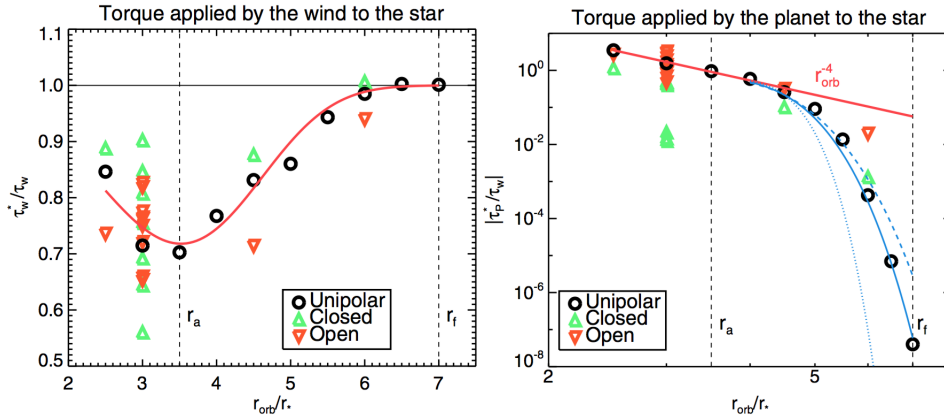 Torque applied by the wind to the star
1.1
1.0
0.9
0.8
0.7
0.6
0.5
τ*w/τw
Unipolar
Closed
Open
ra
rf
2
3
4
5
6
7
rorb/r*
Torque applied by the planet to the star
10^0
10^-2
10^-4
10^-6
10^-8
|τ*P/τw|
r_orb^-4
Unipolar
Closed
Open
ra
rf
2
5
rorb/r*